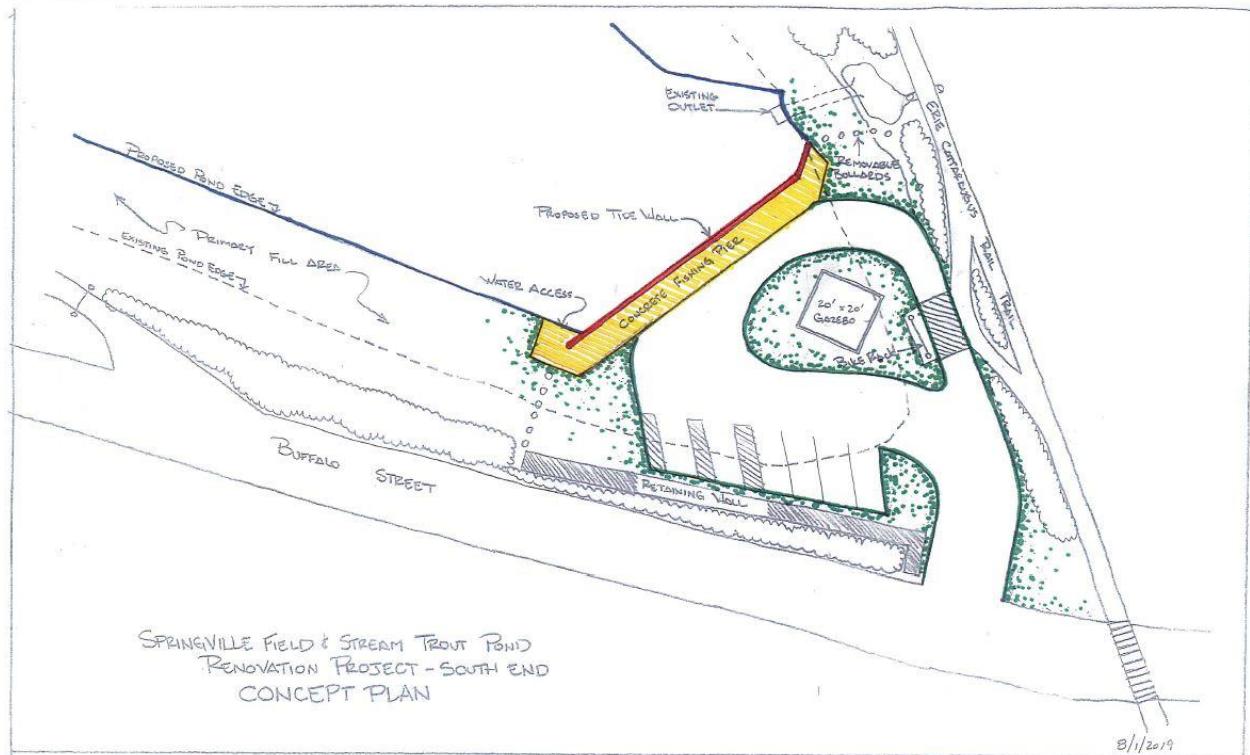 EXISTING
OUTLET
ERIE CATTARAUGUS TRAIL
TRAIL
REMOVABLE
BOLLARDS
PROPOSED POND EDGE
PROPOSED TIDE WALL
PRIMARY FILL AREA
EXISTING POND EDGE
CONCRETE FISHING PIER
WATER ACCESS
20' x 20'
GAZEBO
BIKE RACK
BUFFALO
STREET
RETAINING WALL
SPRINGVILLE FIELD & STREAM TROUT POND
RENOVATION PROJECT - SOUTH END
CONCEPT PLAN
8/1/2019